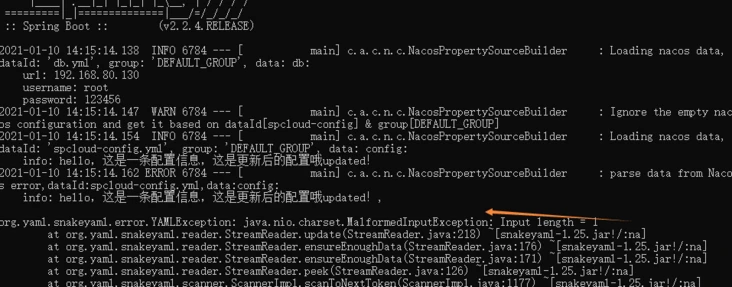 :: Spring Boot ::        (v2.2.4.RELEASE)
2021-01-10 14:15:14.138  INFO 6784 --- [           main] c.a.c.n.c.NacosPropertySourceBuilder     : Loading nacos data,
dataId: 'db.yml', group: 'DEFAULT_GROUP', data: db:
    url: 192.168.80.130
    username: root
    password: 123456
2021-01-10 14:15:14.147  WARN 6784 --- [           main] c.a.c.n.c.NacosPropertySourceBuilder     : Ignore the empty nac
os configuration and get it based on dataId[spcloud-config] & group[DEFAULT_GROUP]
2021-01-10 14:15:14.154  INFO 6784 --- [           main] c.a.c.n.c.NacosPropertySourceBuilder     : Loading nacos data,
dataId: 'spcloud-config.yml', group: 'DEFAULT_GROUP', data: config:
    info: hello, 这是一条配置信息, 这是更新后的配置哦updated!
2021-01-10 14:15:14.162 ERROR 6784 --- [           main] c.a.c.n.c.NacosPropertySourceBuilder     : parse data from Naco
s error,dataId:spcloud-config.yml,data:config:
    info: hello, 这是一条配置信息, 这是更新后的配置哦updated! ,
org.yaml.snakeyaml.error.YAMLException: java.nio.charset.MalformedInputException: Input length = 1
        at org.yaml.snakeyaml.reader.StreamReader.update(StreamReader.java:218) ~[snakeyaml-1.25.jar!/:na]
        at org.yaml.snakeyaml.reader.StreamReader.ensureEnoughData(StreamReader.java:176) ~[snakeyaml-1.25.jar!/:na]
        at org.yaml.snakeyaml.reader.StreamReader.ensureEnoughData(StreamReader.java:171) ~[snakeyaml-1.25.jar!/:na]
        at org.yaml.snakeyaml.reader.StreamReader.peek(StreamReader.java:126) ~[snakeyaml-1.25.jar!/:na]
        at org.yaml.snakeyaml.scanner.ScannerImpl.scanToNextToken(ScannerImpl.java:1177) ~[snakeyaml-1.25.jar!/:na]